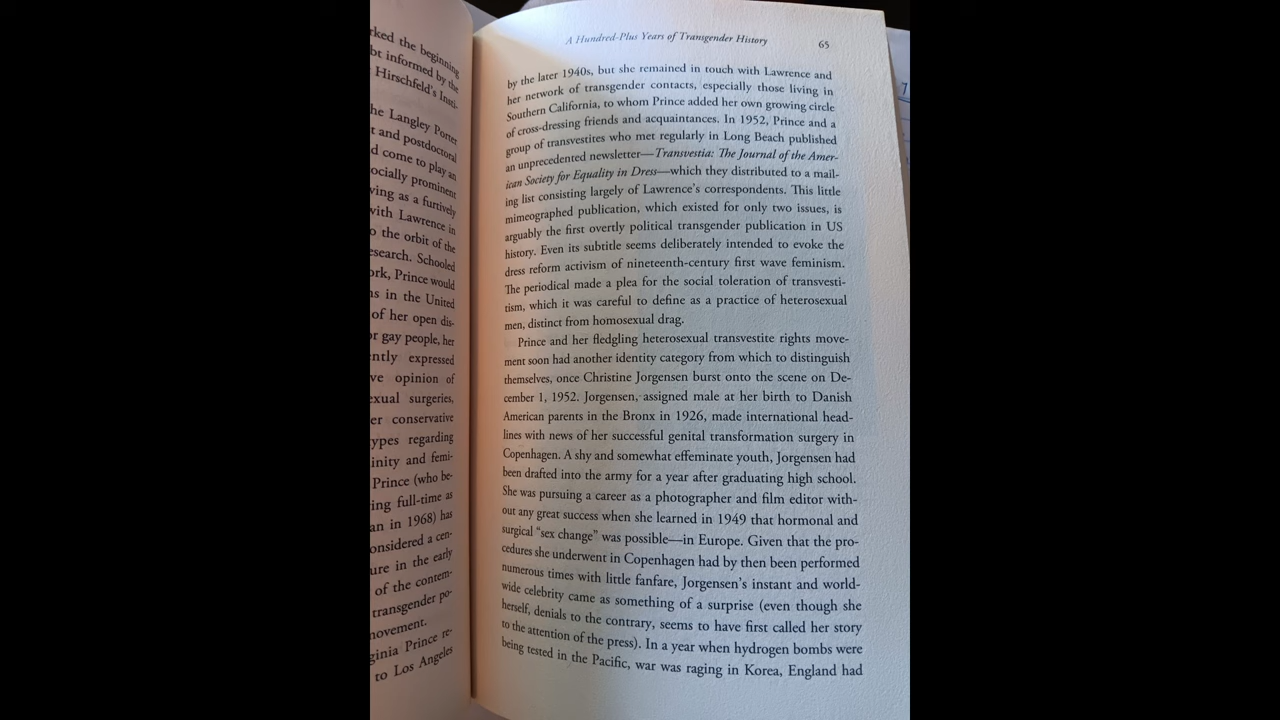 rked the beginning
bt informed by the
Hirschfeld's Insti-
he Langley Porter
t and postdoctoral
d come to play an
ocially prominent
ving as a furtively
with Lawrence in
o the orbit of the
esearch. Schooled
ork, Prince would
ns in the United
of her open dis-
or gay people, her
ntly expressed
ve opinion of
exual surgeries,
er conservative
ypes regarding
inity and femi-
Prince (who be-
ing full-time as
an in 1968) has
onsidered a cen-
ure in the early
of the contem-
transgender po-
movement.
ginia Prince re-
to Los Angeles
A Hundred-Plus Years of Transgender History 65
by the later 1940s, but she remained in touch with Lawrence and
her network of transgender contacts, especially those living in
Southern California, to whom Prince added her own growing circle
of cross-dressing friends and acquaintances. In 1952, Prince and a
group of transvestites who met regularly in Long Beach published
an unprecedented newsletter—Transvestia: The Journal of the Amer-
ican Society for Equality in Dress—which they distributed to a mail-
ing list consisting largely of Lawrence's correspondents. This little
mimeographed publication, which existed for only two issues, is
arguably the first overtly political transgender publication in US
history. Even its subtitle seems deliberately intended to evoke the
dress reform activism of nineteenth-century first wave feminism.
The periodical made a plea for the social toleration of transvesti-
tism, which it was careful to define as a practice of heterosexual
men, distinct from homosexual drag.
Prince and her fledgling heterosexual transvestite rights move-
ment soon had another identity category from which to distinguish
themselves, once Christine Jorgensen burst onto the scene on De-
cember 1, 1952. Jorgensen, assigned male at her birth to Danish
American parents in the Bronx in 1926, made international head-
lines with news of her successful genital transformation surgery in
Copenhagen. A shy and somewhat effeminate youth, Jorgensen had
been drafted into the army for a year after graduating high school.
She was pursuing a career as a photographer and film editor with-
out any great success when she learned in 1949 that hormonal and
surgical "sex change" was possible—in Europe. Given that the pro-
cedures she underwent in Copenhagen had by then been performed
numerous times with little fanfare, Jorgensen's instant and world-
wide celebrity came as something of a surprise (even though she
herself, denials to the contrary, seems to have first called her story
to the attention of the press). In a year when hydrogen bombs were
being tested in the Pacific, war was raging in Korea, England had
7